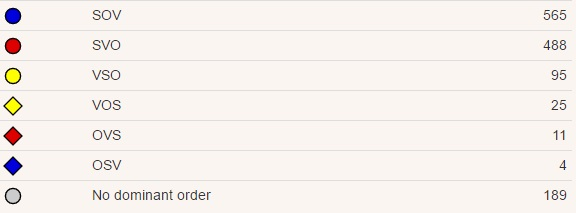 SOV 565
SVO 488
VSO 95
VOS 25
OVS 11
OSV 4
No dominant order 189